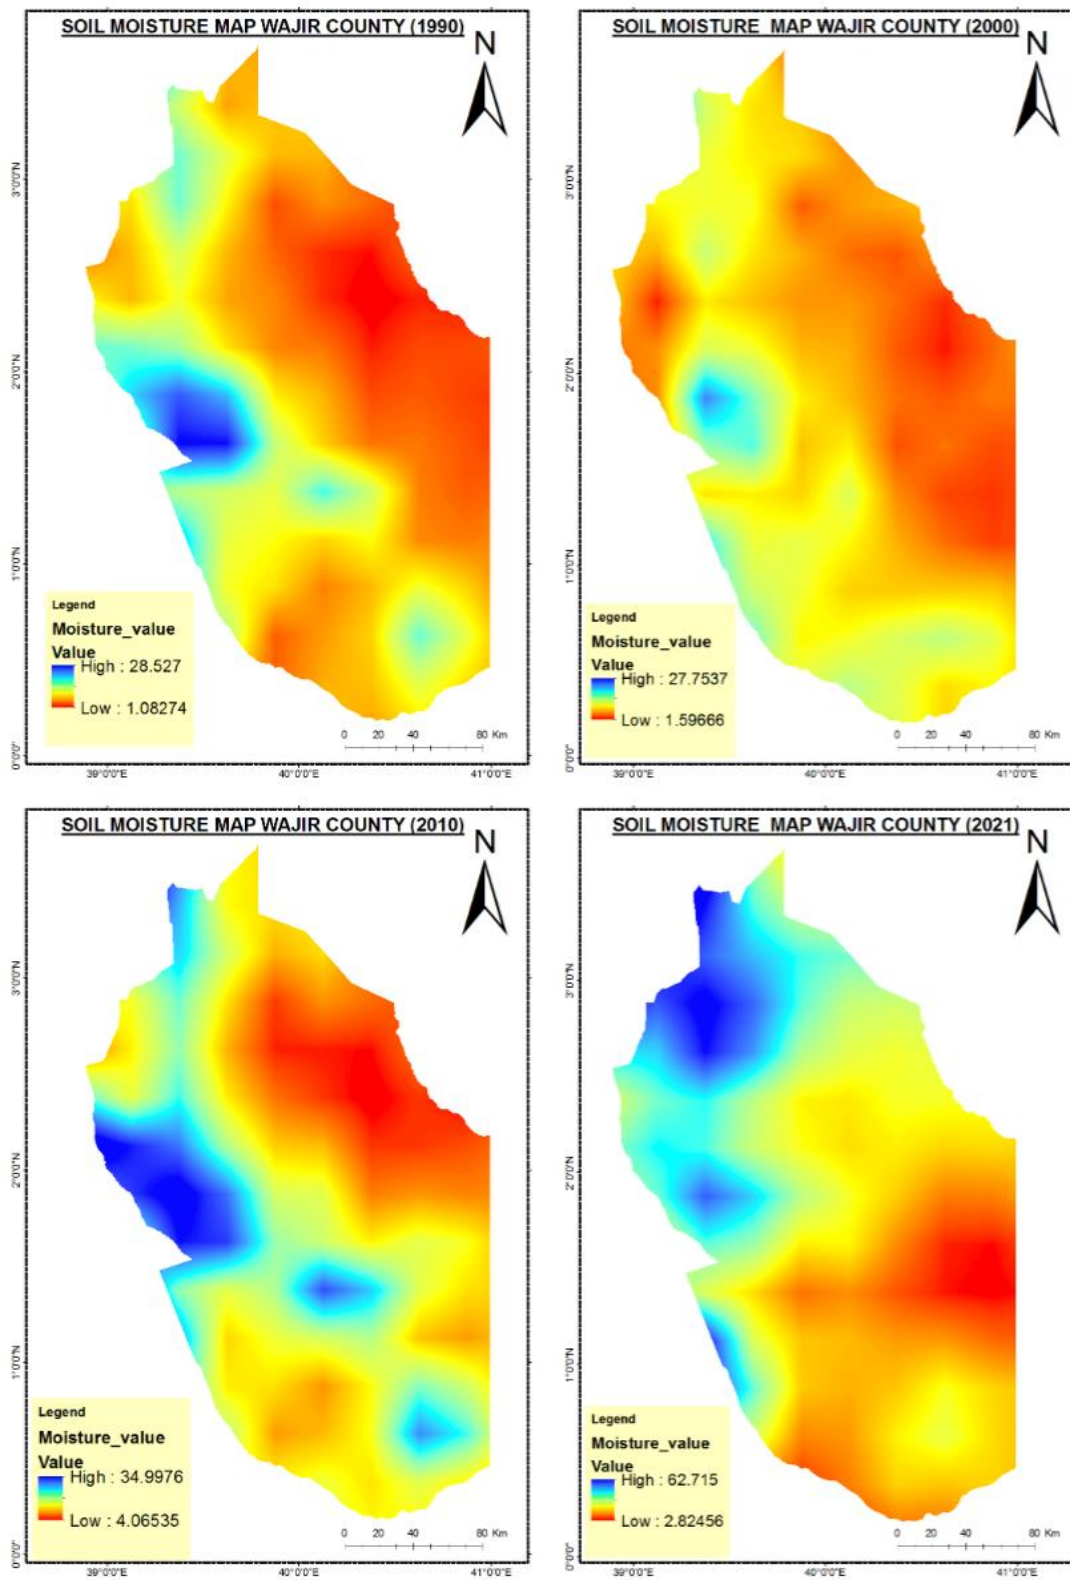 SOIL MOISTURE MAP WAJIR COUNTY (1990)
N
3°0'0"N
2°0'0"N
1°0'0"N
0°0'0"
Legend
Moisture_value
Value
High : 28.527
Low : 1.08274
0 20 40 80 Km
39°0'0"E 40°0'0"E 41°0'0"E
SOIL MOISTURE MAP WAJIR COUNTY (2000)
N
3°0'0"N
2°0'0"N
1°0'0"N
0°0'0"
Legend
Moisture_value
Value
High : 27.7537
Low : 1.59666
0 20 40 80 Km
39°0'0"E 40°0'0"E 41°0'0"E
SOIL MOISTURE MAP WAJIR COUNTY (2010)
N
3°0'0"N
2°0'0"N
1°0'0"N
0°0'0"
Legend
Moisture_value
Value
High : 34.9976
Low : 4.06535
0 20 40 80 Km
39°0'0"E 40°0'0"E 41°0'0"E
SOIL MOISTURE MAP WAJIR COUNTY (2021)
N
3°0'0"N
2°0'0"N
1°0'0"N
0°0'0"
Legend
Moisture_value
Value
High : 62.715
Low : 2.82456
0 20 40 80 Km
39°0'0"E 40°0'0"E 41°0'0"E